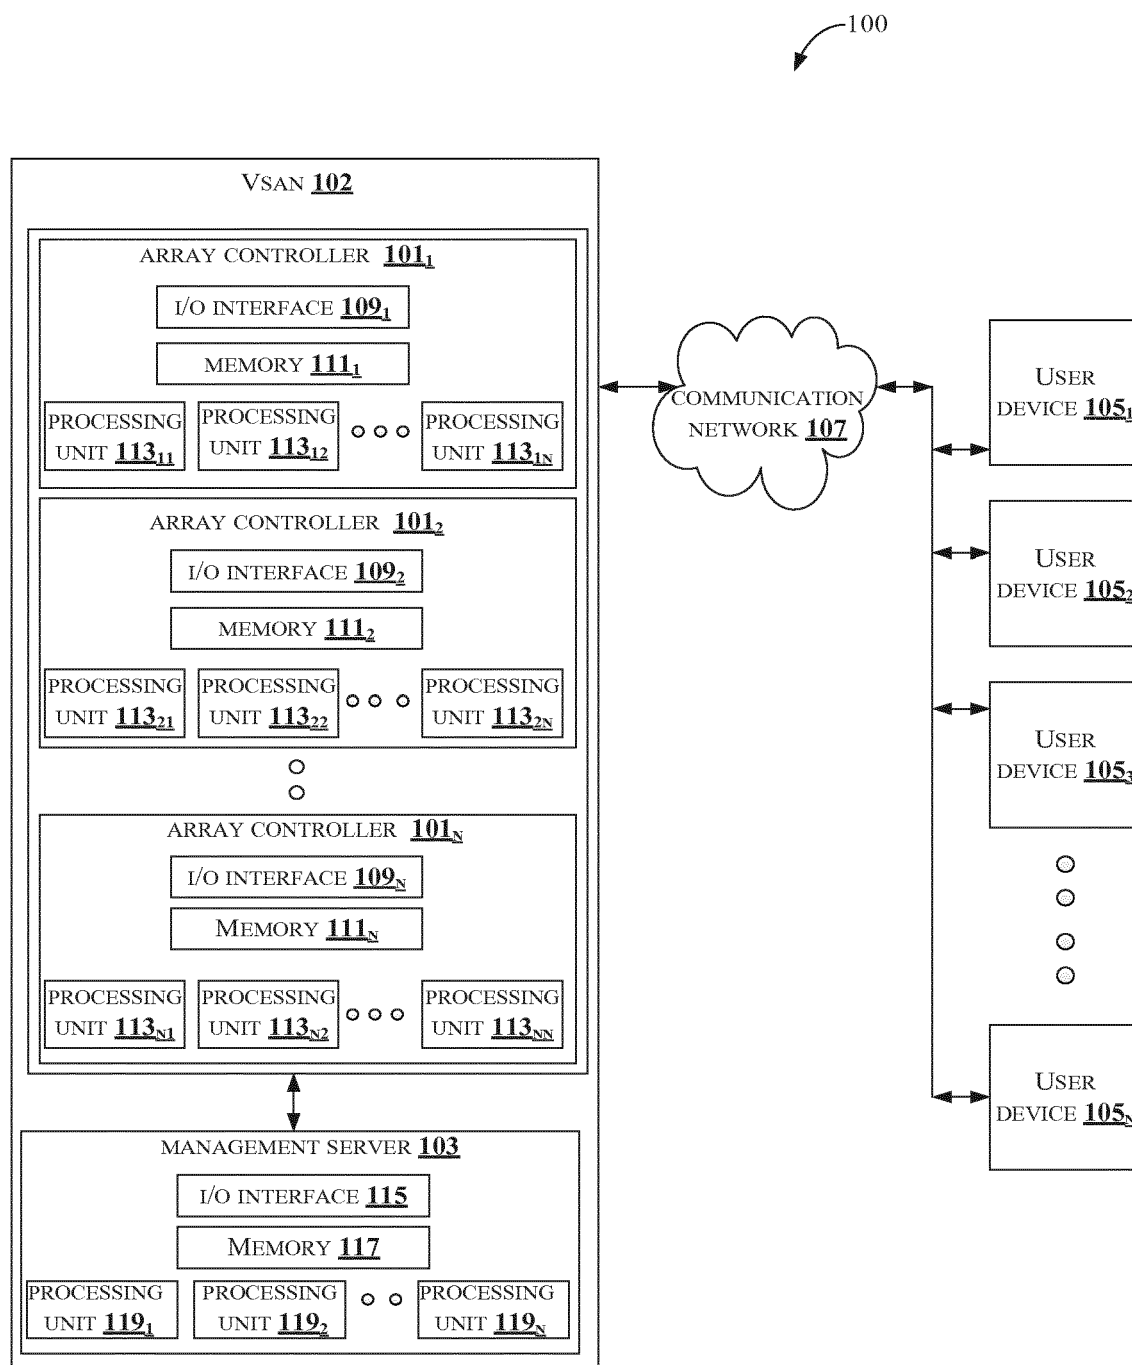 100
VSAN 102
ARRAY CONTROLLER 101₁
I/O INTERFACE 109₁
MEMORY 111₁
PROCESSING
UNIT 113₁₁
PROCESSING
UNIT 113₁₂
PROCESSING
UNIT 113₁ₙ
ARRAY CONTROLLER 101₂
I/O INTERFACE 109₂
MEMORY 111₂
PROCESSING
UNIT 113₂₁
PROCESSING
UNIT 113₂₂
PROCESSING
UNIT 113₂ₙ
ARRAY CONTROLLER 101ₙ
I/O INTERFACE 109ₙ
MEMORY 111ₙ
PROCESSING
UNIT 113ₙ₁
PROCESSING
UNIT 113ₙ₂
PROCESSING
UNIT 113ₙₙ
MANAGEMENT SERVER 103
I/O INTERFACE 115
MEMORY 117
PROCESSING
UNIT 119₁
PROCESSING
UNIT 119₂
PROCESSING
UNIT 119ₙ
COMMUNICATION
NETWORK 107
USER
DEVICE 105₁
USER
DEVICE 105₂
USER
DEVICE 105₃
USER
DEVICE 105ₙ